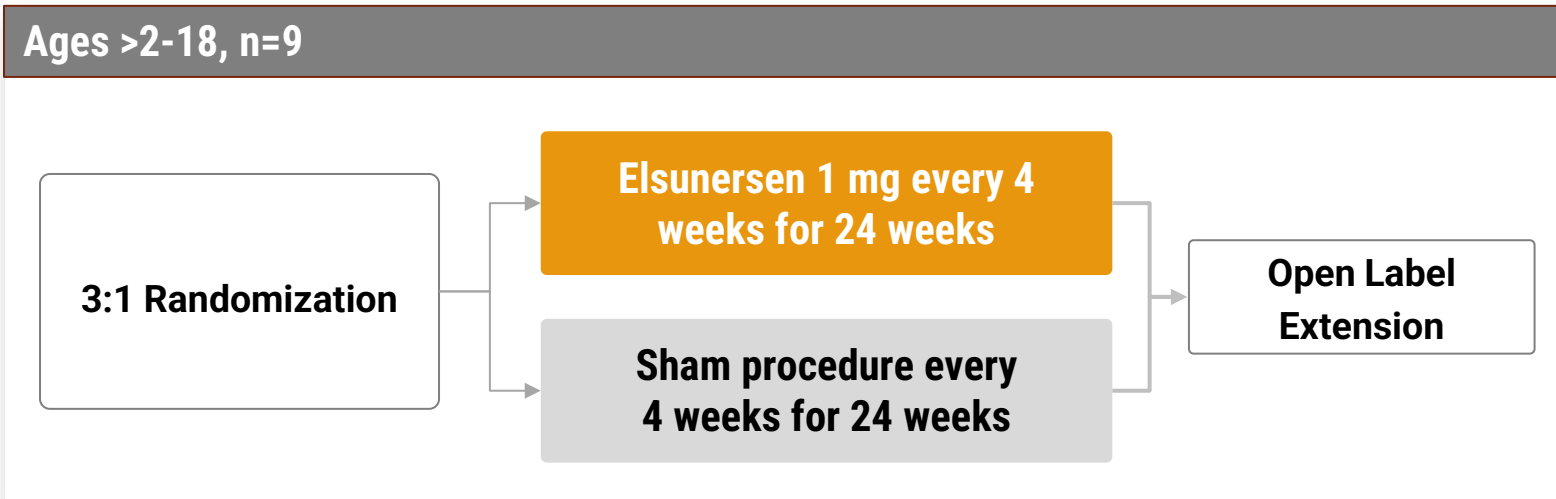 Ages >2-18, n=9
3:1 Randomization
Elsunersen 1 mg every 4
weeks for 24 weeks
Sham procedure every
4 weeks for 24 weeks
Open Label
Extension